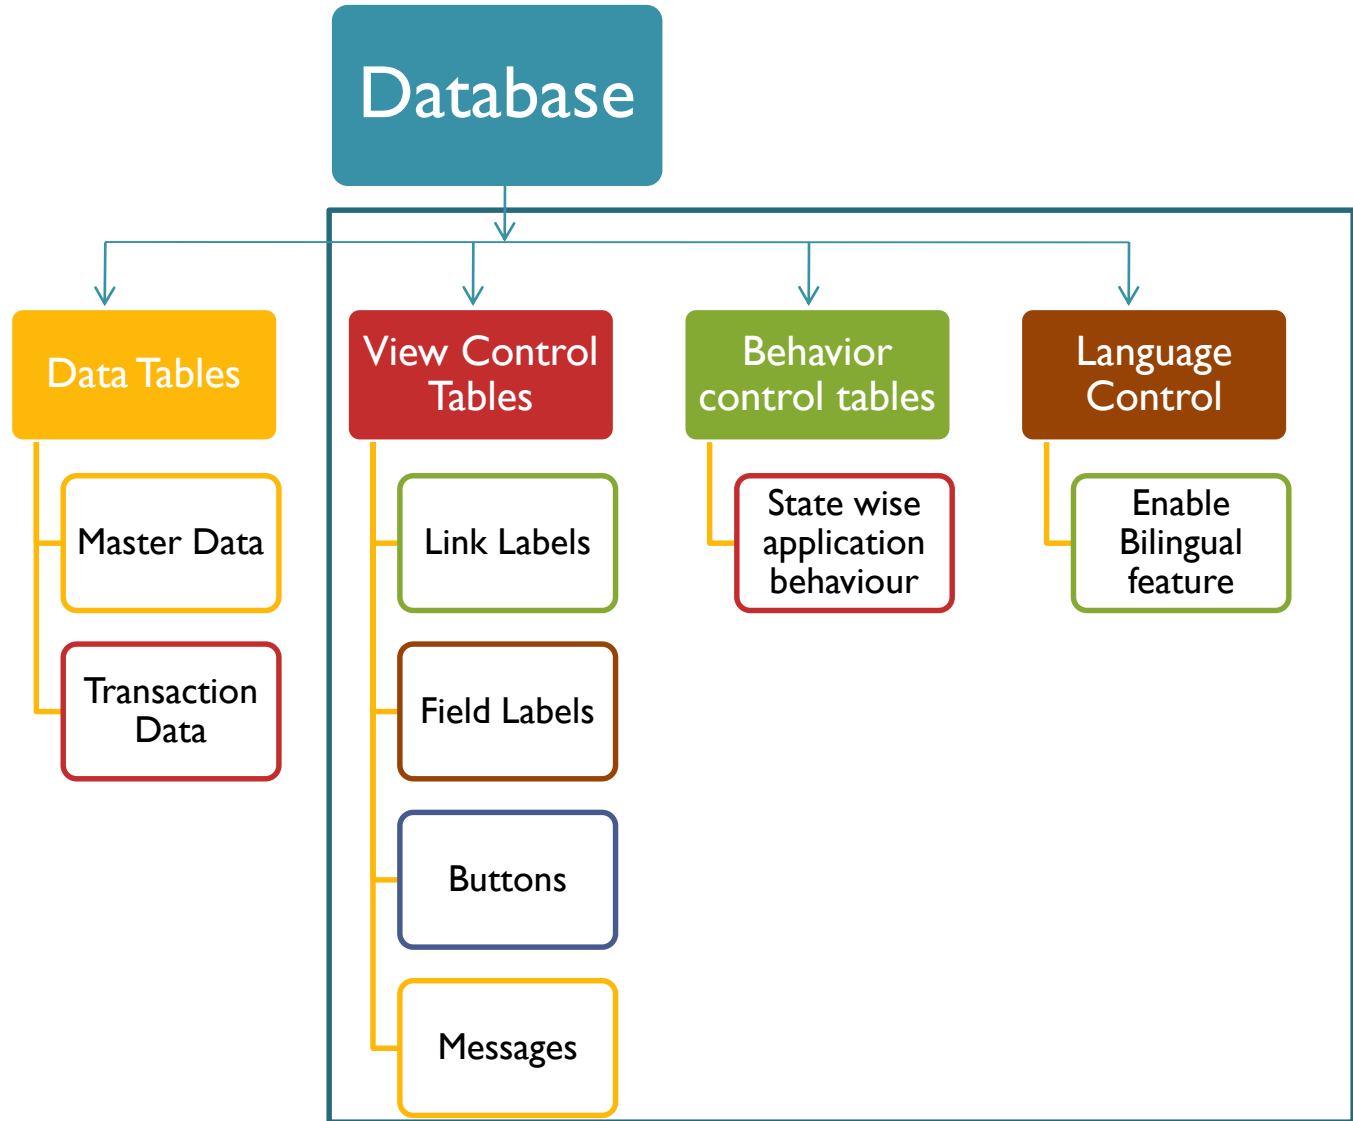 Database
Data Tables
Master Data
Transaction
Data
View Control
Tables
Link Labels
Field Labels
Buttons
Messages
Behavior
control tables
State wise
application
behaviour
Language
Control
Enable
Bilingual
feature